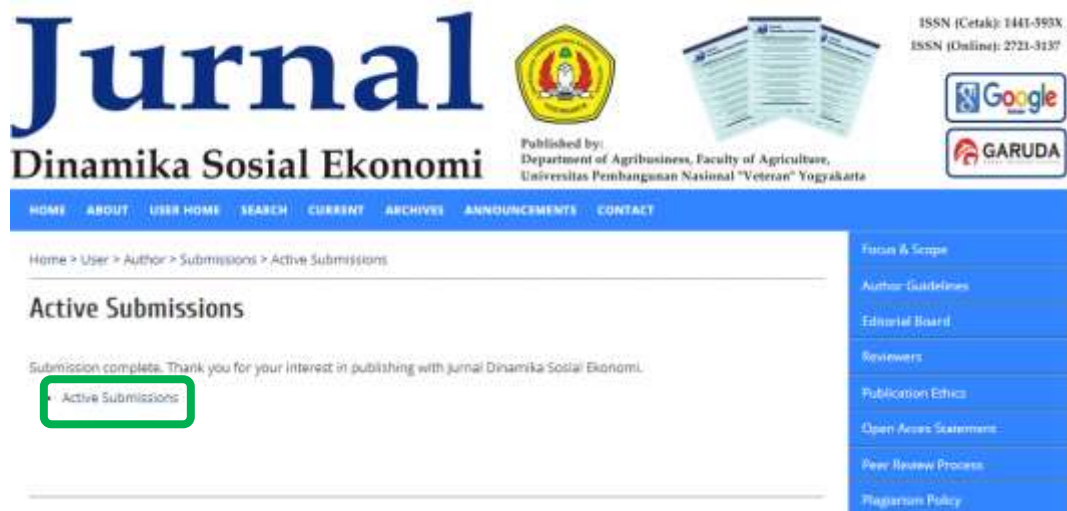 Jurnal
Dinamika Sosial Ekonomi
Published by:
Department of Agribusiness, Faculty of Agriculture,
Universitas Pembangunan Nasional "Veteran" Yogyakarta
ISSN (Cetak): 1441-593X
ISSN (Online): 2721-3137
Google
GARUDA
HOME ABOUT USER HOME SEARCH CURRENT ARCHIVES ANNOUNCEMENTS CONTACT
Home > User > Author > Submissions > Active Submissions
Active Submissions
Submission complete. Thank you for your interest in publishing with Jurnal Dinamika Sosial Ekonomi.
• Active Submissions
Focus & Scope
Author Guidelines
Editorial Board
Reviewers
Publication Ethics
Open Acces Statement
Peer Review Process
Plagiarism Policy